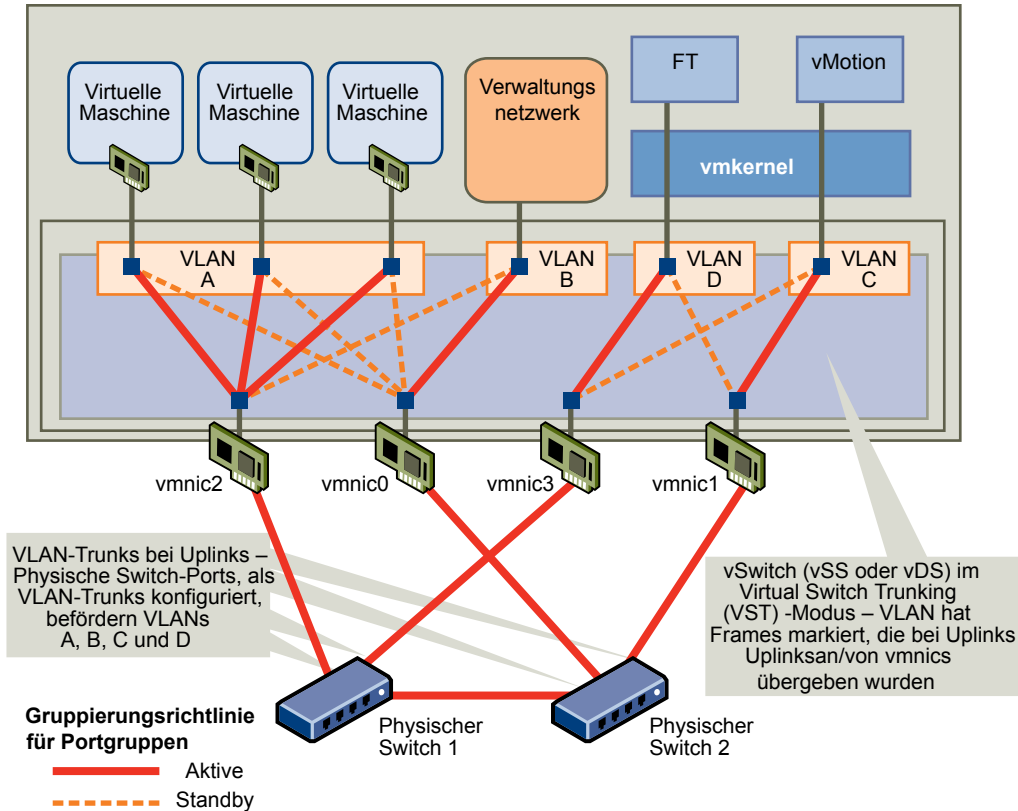 FT
vMotion
Virtuelle
Maschine
Virtuelle
Maschine
Virtuelle
Maschine
Verwaltungs
netzwerk
vmkernel
VLAN
A
VLAN
B
VLAN
D
VLAN
C
vmnic2
vmnic0
vmnic3
vmnic1
VLAN-Trunks bei Uplinks –
Physische Switch-Ports, als
VLAN-Trunks konfiguriert,
befördern VLANs
A, B, C und D
vSwitch (vSS oder vDS) im
Virtual Switch Trunking
(VST) -Modus – VLAN hat
Frames markiert, die bei Uplinks
Uplinksan/von vmnics
übergeben wurden
Physischer
Switch 1
Physischer
Switch 2
Gruppierungsrichtlinie
für Portgruppen
Aktive
Standby